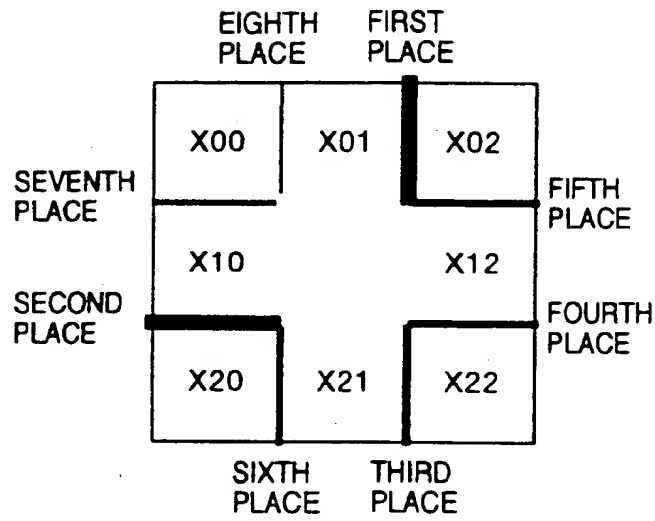 EIGHTH
PLACE
FIRST
PLACE
X00
X01
X02
SEVENTH
PLACE
FIFTH
PLACE
X10
X12
SECOND
PLACE
FOURTH
PLACE
X20
X21
X22
SIXTH
PLACE
THIRD
PLACE